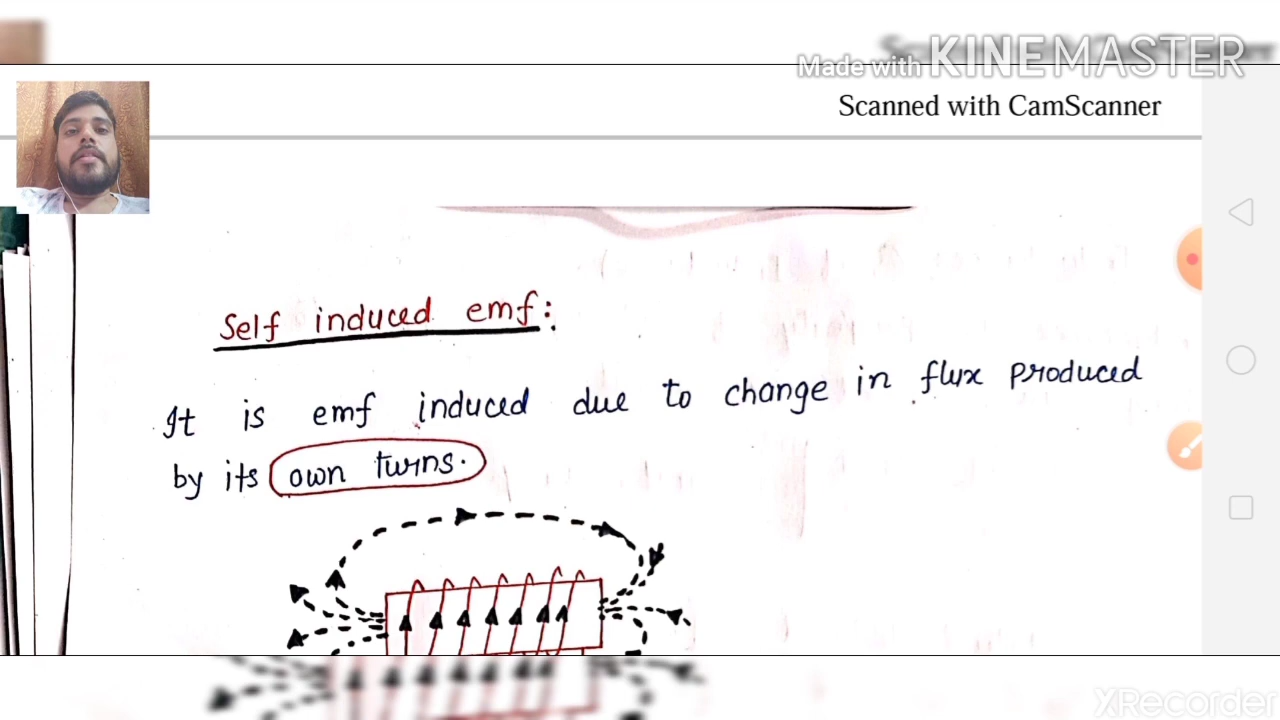 Made with KINEMASTER
Scanned with CamScanner
Self induced emf:
It is emf induced due to change in flux produced
by its own turns.
XRecorder